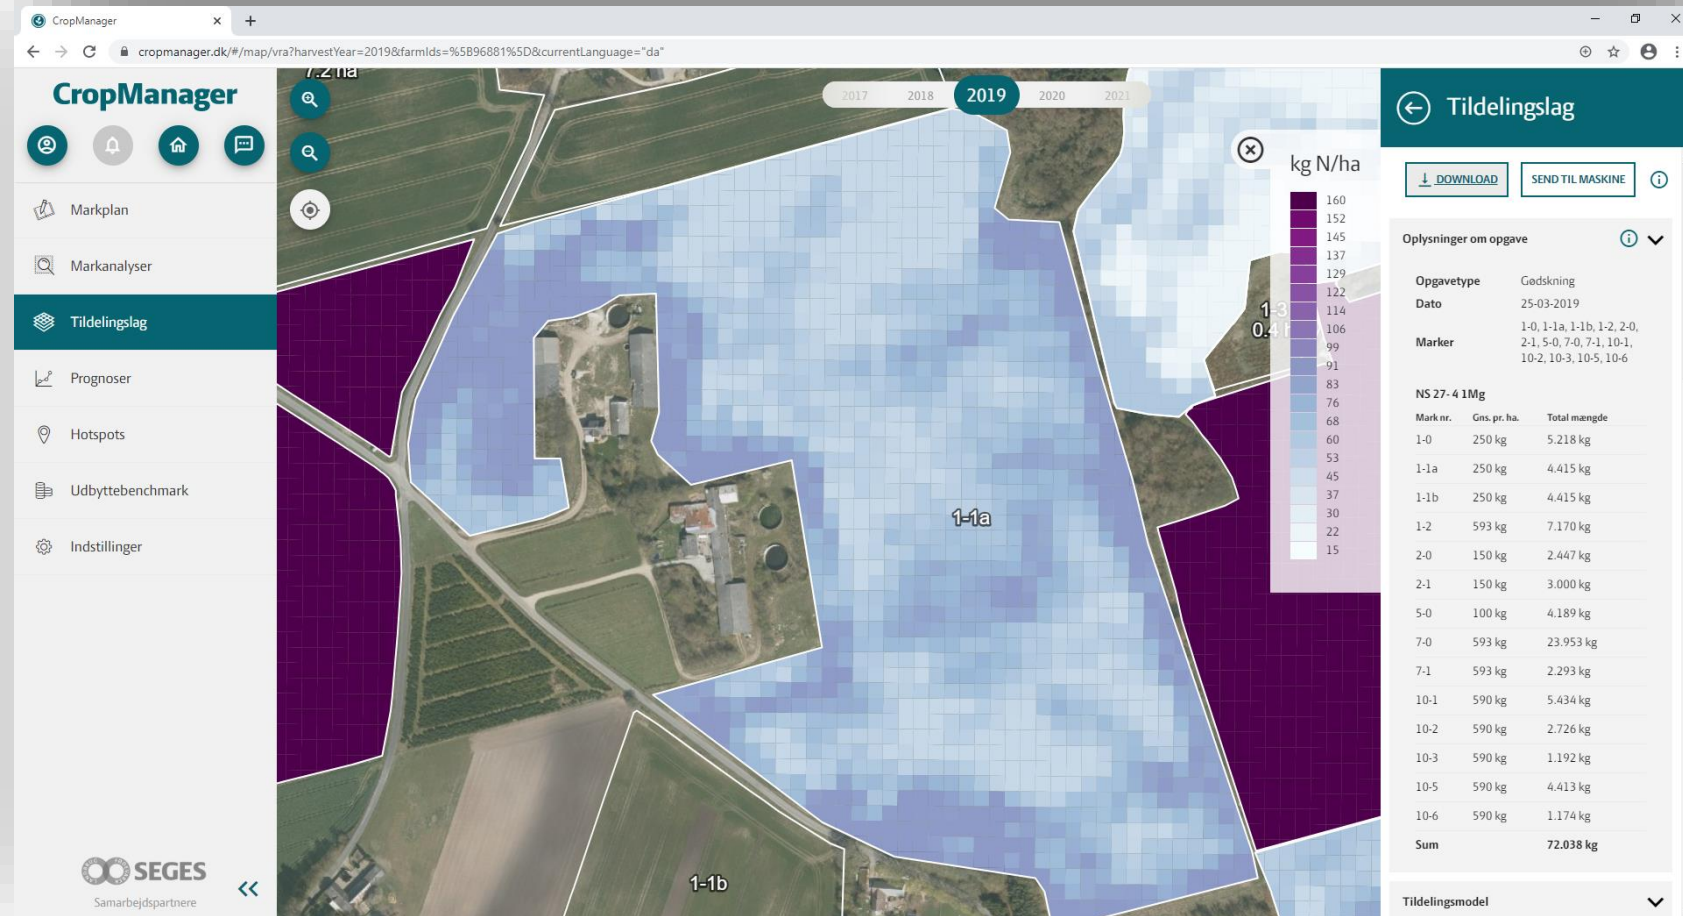 CropManager
cropmanager.dk/#/map/vra?harvestYear=2019&farmIds=%5B96881%5D&currentLanguage="da"
CropManager
Markplan
Markanalyser
Tildelingslag
Prognoser
Hotspots
Udbyttebenchmark
Indstillinger
SEGES
Samarbejdspartnere
7.2 ha
2017 2018 2019 2020 2021
1-1a
1-1b
1-3
0.4 h
kg N/ha
160
152
145
137
129
122
114
106
99
91
83
76
68
60
53
45
37
30
22
15
Tildelingslag
DOWNLOAD SEND TIL MASKINE
Oplysninger om opgave
Opgavetype Gødskning
Dato 25-03-2019
Marker 1-0, 1-1a, 1-1b, 1-2, 2-0,
2-1, 5-0, 7-0, 7-1, 10-1,
10-2, 10-3, 10-5, 10-6
NS 27- 4 1Mg
Mark nr. Gns. pr. ha. Total mængde
1-0 250 kg 5.218 kg
1-1a 250 kg 4.415 kg
1-1b 250 kg 4.415 kg
1-2 593 kg 7.170 kg
2-0 150 kg 2.447 kg
2-1 150 kg 3.000 kg
5-0 100 kg 4.189 kg
7-0 593 kg 23.953 kg
7-1 593 kg 2.293 kg
10-1 590 kg 5.434 kg
10-2 590 kg 2.726 kg
10-3 590 kg 1.192 kg
10-5 590 kg 4.413 kg
10-6 590 kg 1.174 kg
Sum 72.038 kg
Tildelingsmodel